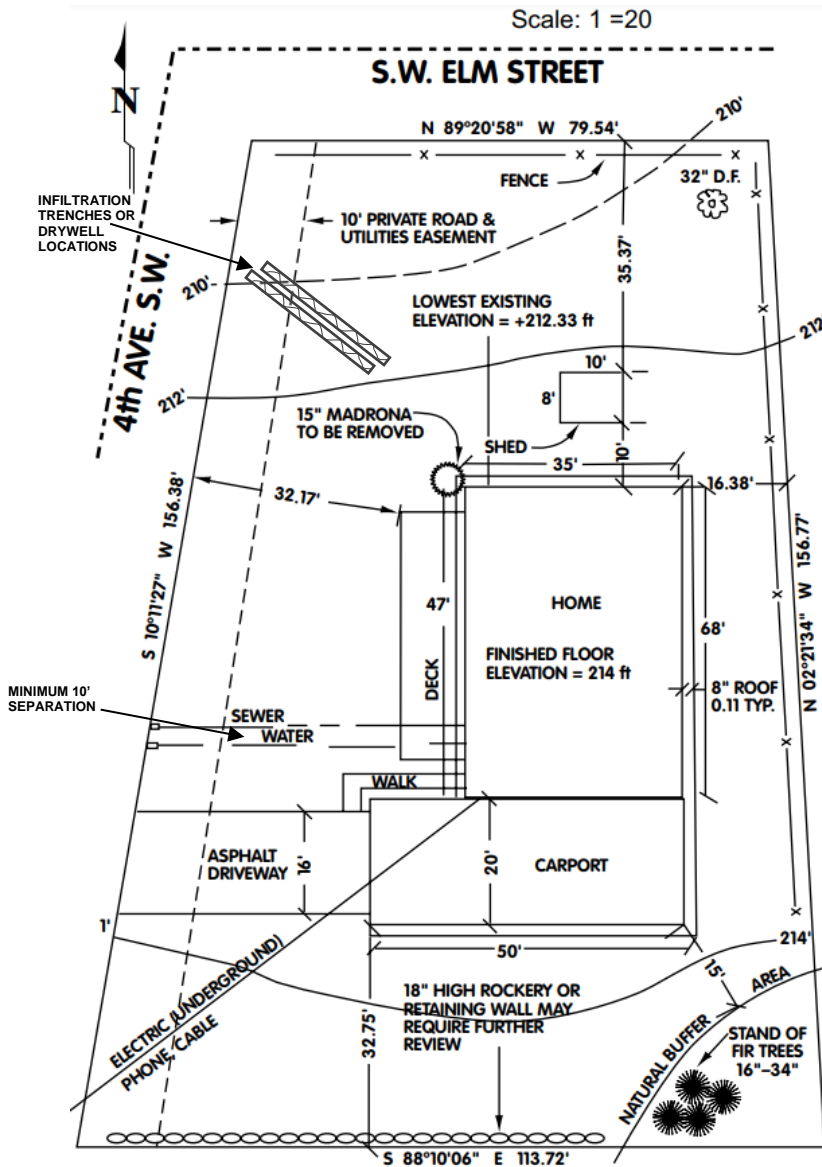 Scale: 1 =20
S.W. ELM STREET
N
N 89°20'58" W 79.54'
210'
FENCE
32" D.F.
INFILTRATION
TRENCHES OR
DRYWELL
LOCATIONS
10' PRIVATE ROAD &
UTILITIES EASEMENT
35.37'
4th AVE. S.W.
210'
LOWEST EXISTING
ELEVATION = +212.33 ft
212'
212'
10'
8'
15" MADRONA
TO BE REMOVED
SHED
10'
35'
16.38'
32.17'
S 10°11'27" W 156.38'
N 02°21'34" W 156.77'
47'
HOME
68'
FINISHED FLOOR
ELEVATION = 214 ft
DECK
8" ROOF
0.11 TYP.
MINIMUM 10'
SEPARATION
SEWER
WATER
WALK
ASPHALT
DRIVEWAY
16'
20'
CARPORT
1'
50'
214'
15'
AREA
NATURAL BUFFER
18" HIGH ROCKERY OR
RETAINING WALL MAY
REQUIRE FURTHER
REVIEW
ELECTRIC (UNDERGROUND)
PHONE, CABLE
32.75'
STAND OF
FIR TREES
16"–34"
S 88°10'06" E 113.72'